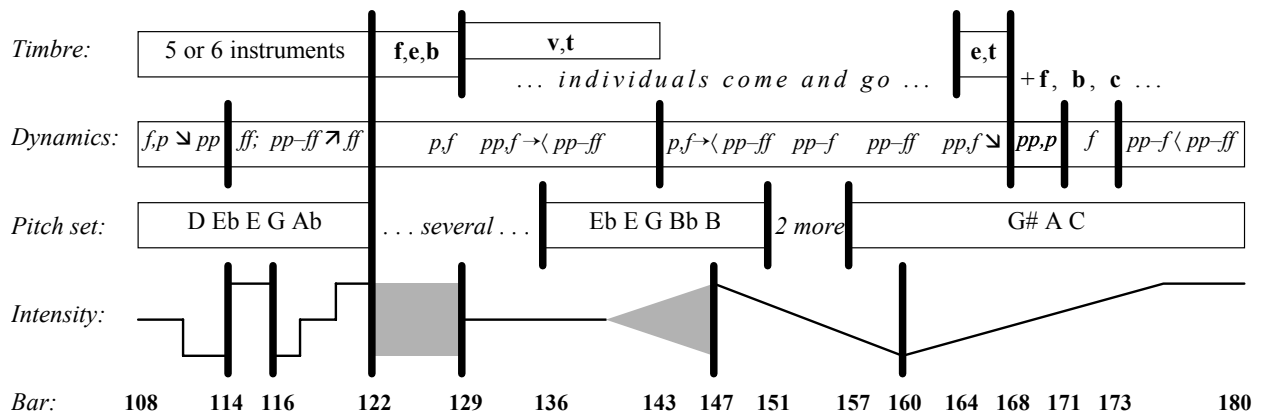 Timbre: 5 or 6 instruments f,e,b v,t e,t
... individuals come and go ... +f, b, c ...
Dynamics: f,p ↘ pp ff; pp–ff ↗ ff p,f pp,f →⟨ pp–ff p,f→⟨ pp–ff pp–f pp–ff pp,f ↘ pp,p f pp–f ⟨ pp–ff
Pitch set: D Eb E G Ab ... several ... Eb E G Bb B 2 more G# A C
Intensity:
Bar: 108 114 116 122 129 136 143 147 151 157 160 164 168 171 173 180